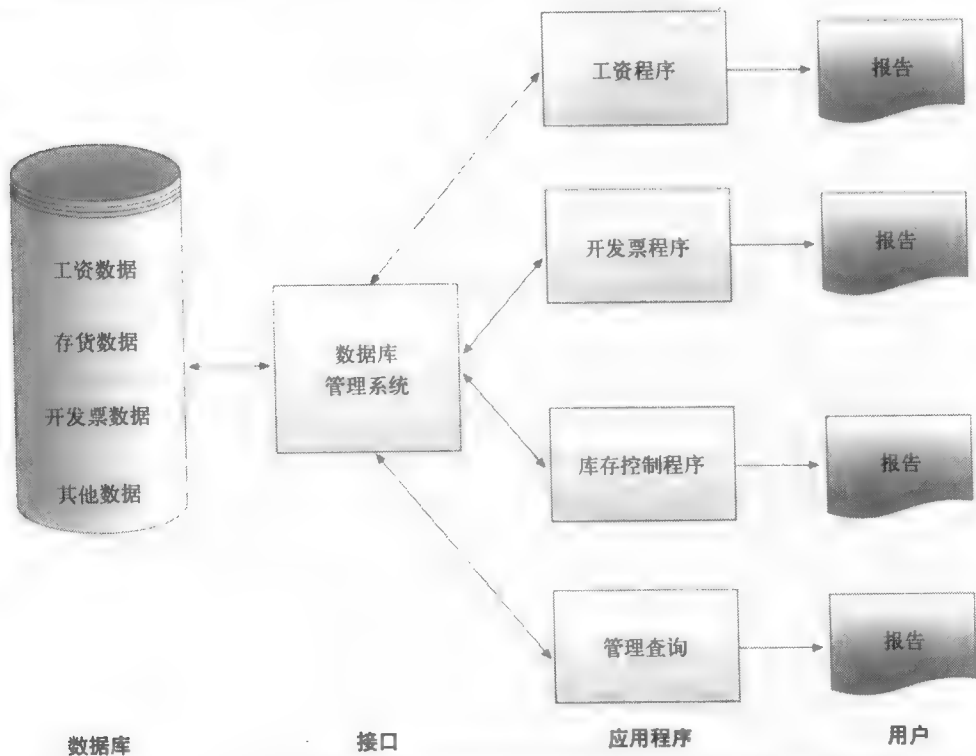 工资程序
报告
开发票程序
报告
工资数据
存货数据
开发票数据
其他数据
数据库
管理系统
库存控制程序
报告
管理查询
报告
数据库
接口
应用程序
用户